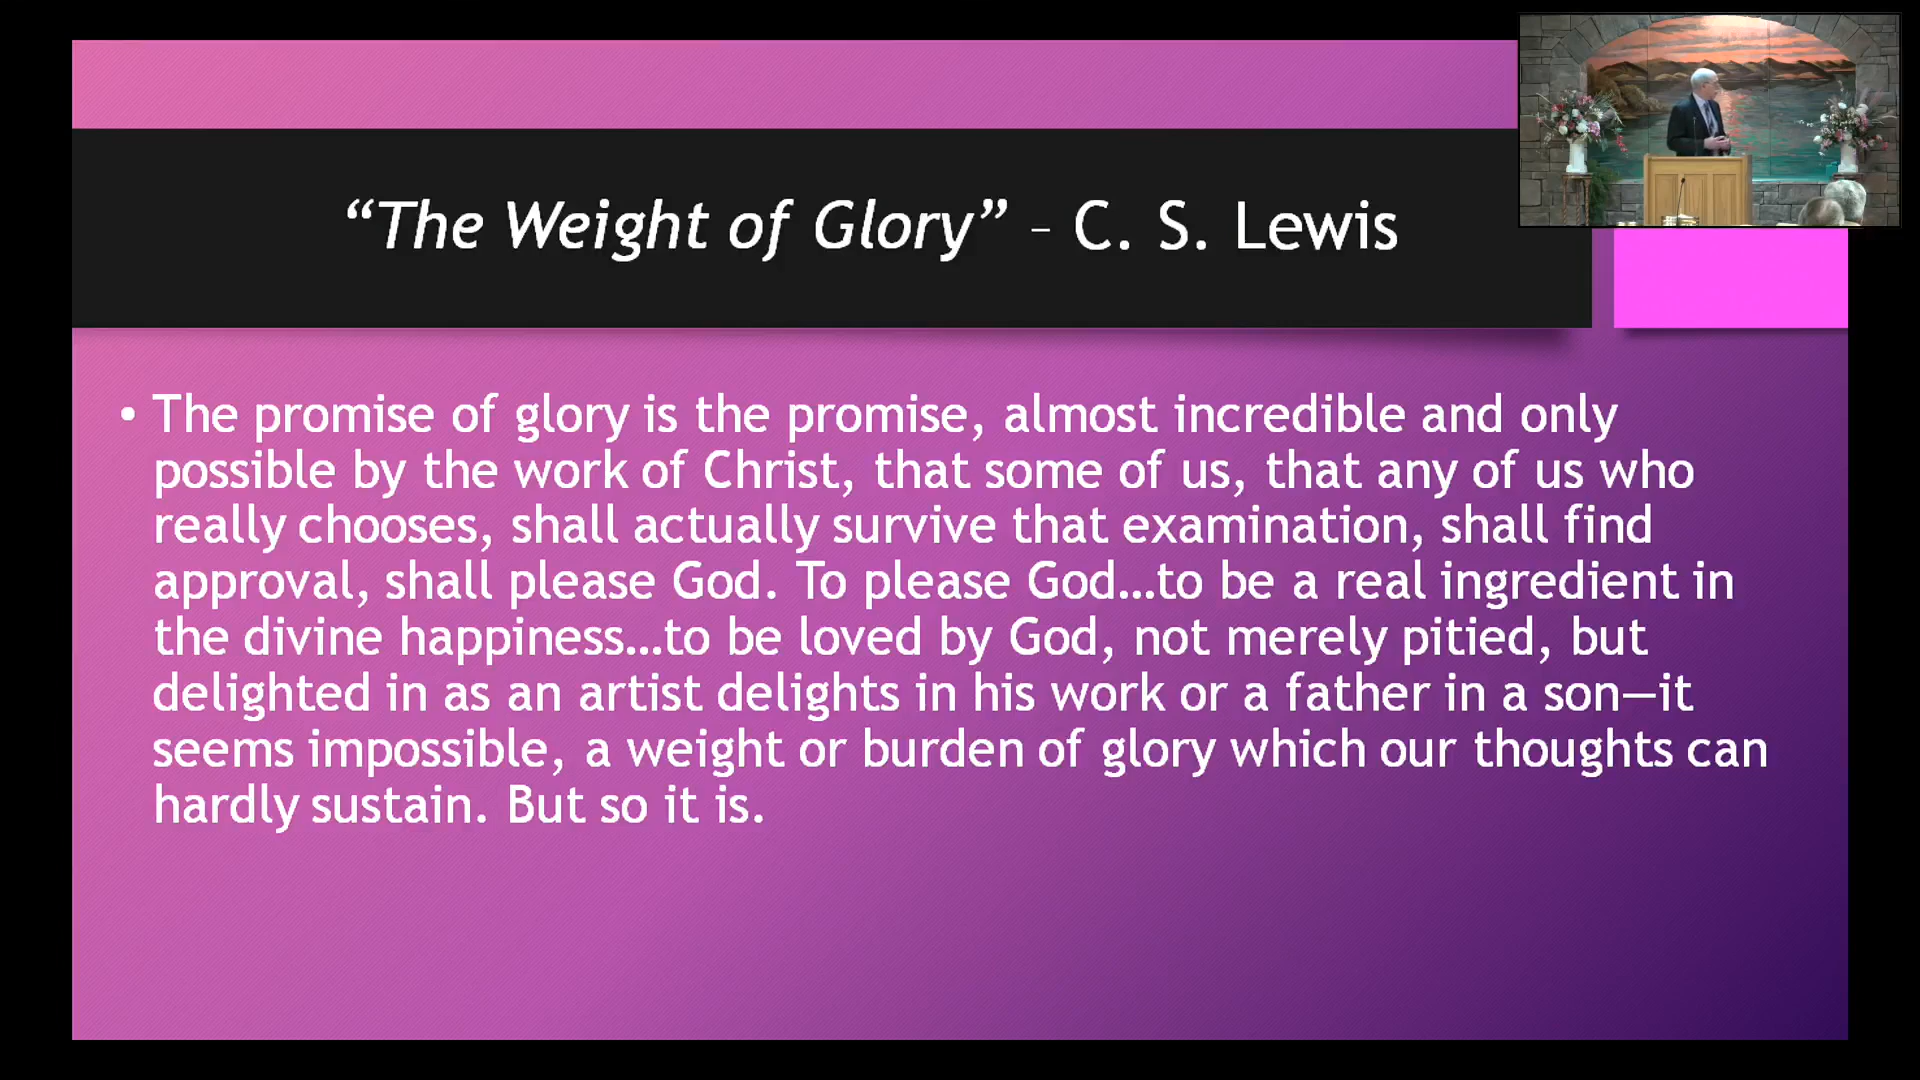 “The Weight of Glory” – C. S. Lewis
• The promise of glory is the promise, almost incredible and only
possible by the work of Christ, that some of us, that any of us who
really chooses, shall actually survive that examination, shall find
approval, shall please God. To please God…to be a real ingredient in
the divine happiness…to be loved by God, not merely pitied, but
delighted in as an artist delights in his work or a father in a son—it
seems impossible, a weight or burden of glory which our thoughts can
hardly sustain. But so it is.